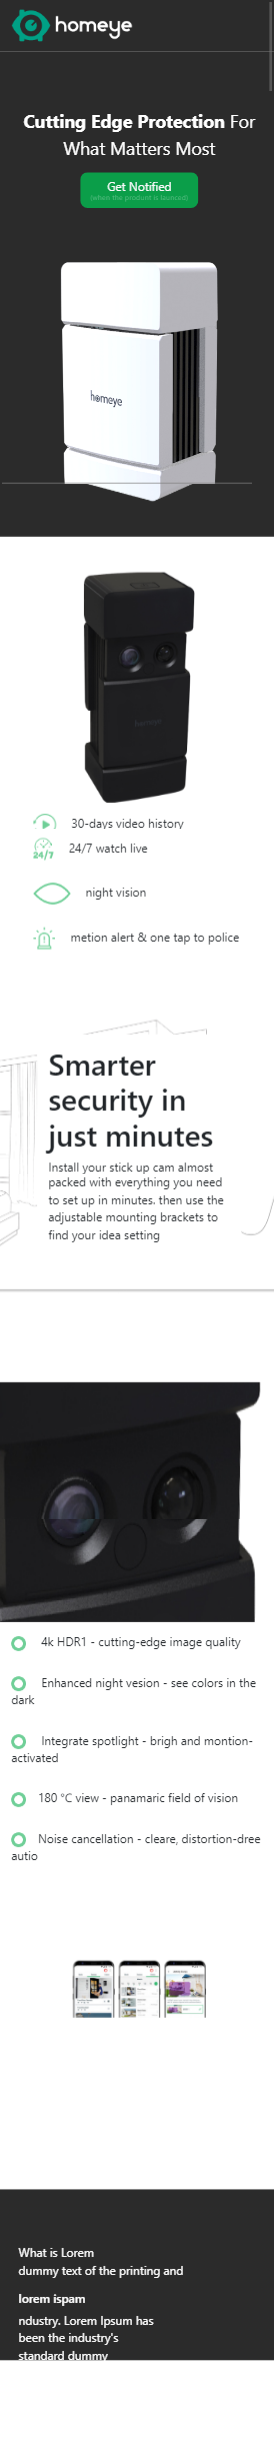 homeye
Cutting Edge Protection For
What Matters Most
Get Notified
(when the produnt is launced)
homeye
homeye
30-days video history
24/7
24/7 watch live
night vision
metion alert & one tap to police
Smarter
security in
just minutes
Install your stick up cam almost
packed with everything you need
to set up in minutes. then use the
adjustable mounting brackets to
find your idea setting
4k HDR1 - cutting-edge image quality
Enhanced night vesion - see colors in the
dark
Integrate spotlight - brigh and montion-
activated
180 °C view - panamaric field of vision
Noise cancellation - cleare, distortion-dree
autio
What is Lorem
dummy text of the printing and
lorem ispam
ndustry. Lorem Ipsum has
been the industry's
standard dummy